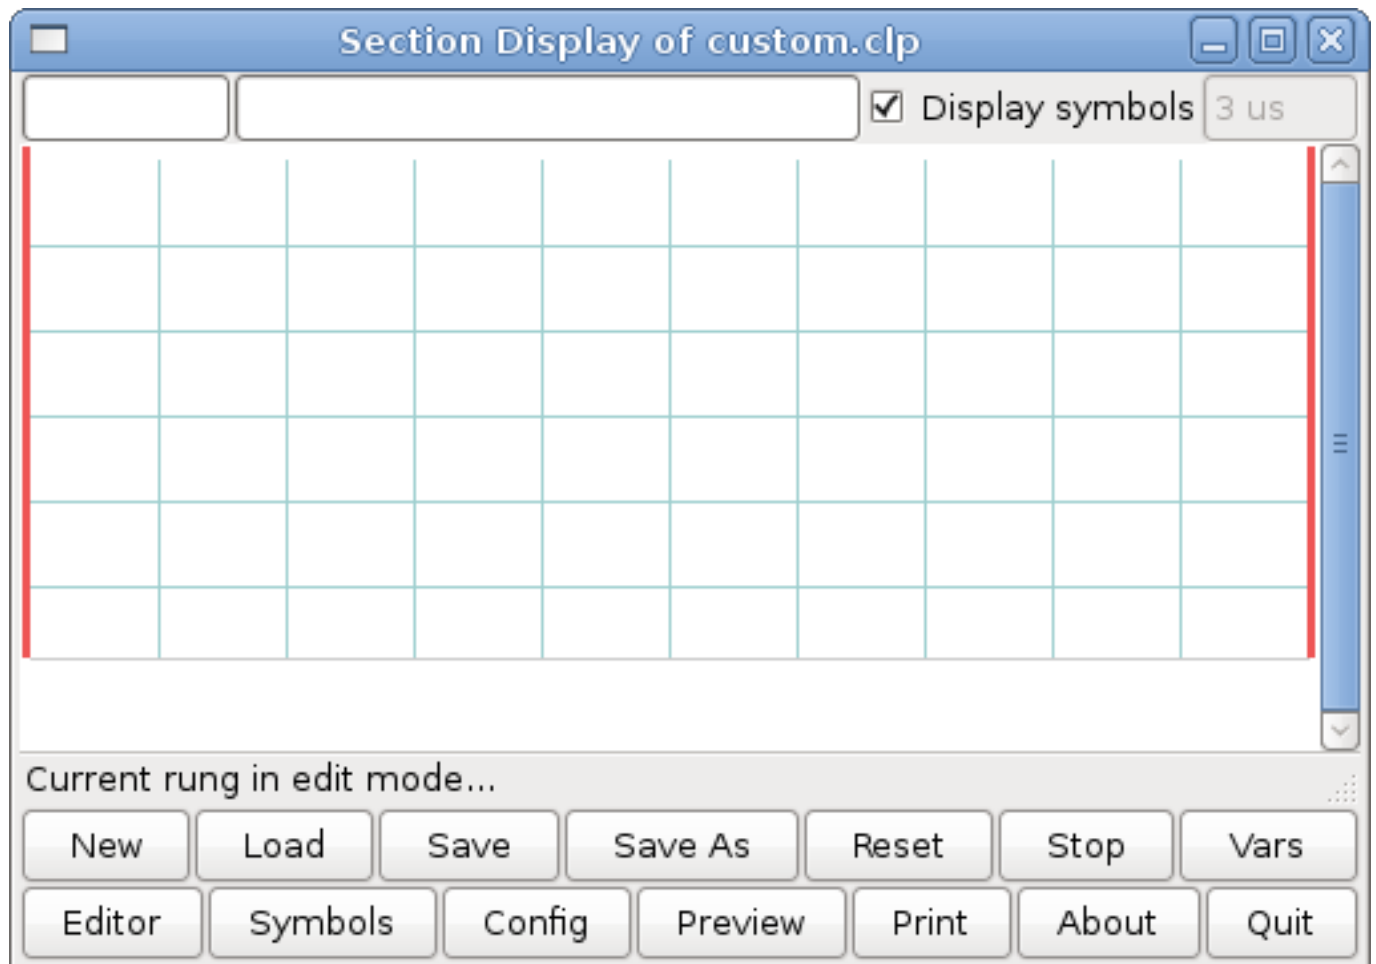 Section Display of custom.clp
Display symbols 3 us
Current rung in edit mode...
New Load Save Save As Reset Stop Vars
Editor Symbols Config Preview Print About Quit